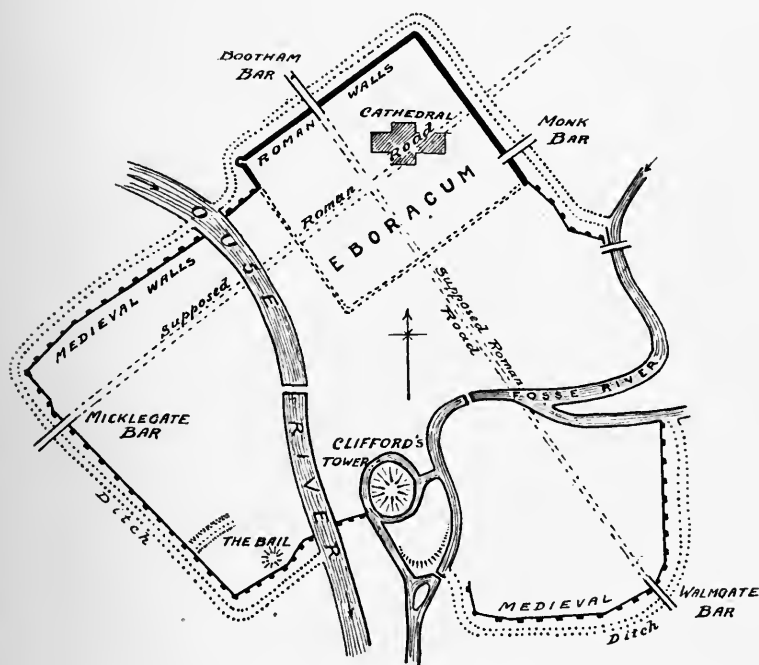 BOOTHAM
BAR
ROMAN WALLS
CATHEDRAL
MONK
BAR
Supposed Roman Road
EBORACUM
OUSE RIVER
MEDIEVAL WALLS
Supposed Roman
Road
FOSSE RIVER
MICKLEGATE
BAR
CLIFFORD'S
TOWER
Ditch
THE BAIL
MEDIEVAL
WALMGATE
BAR
Ditch